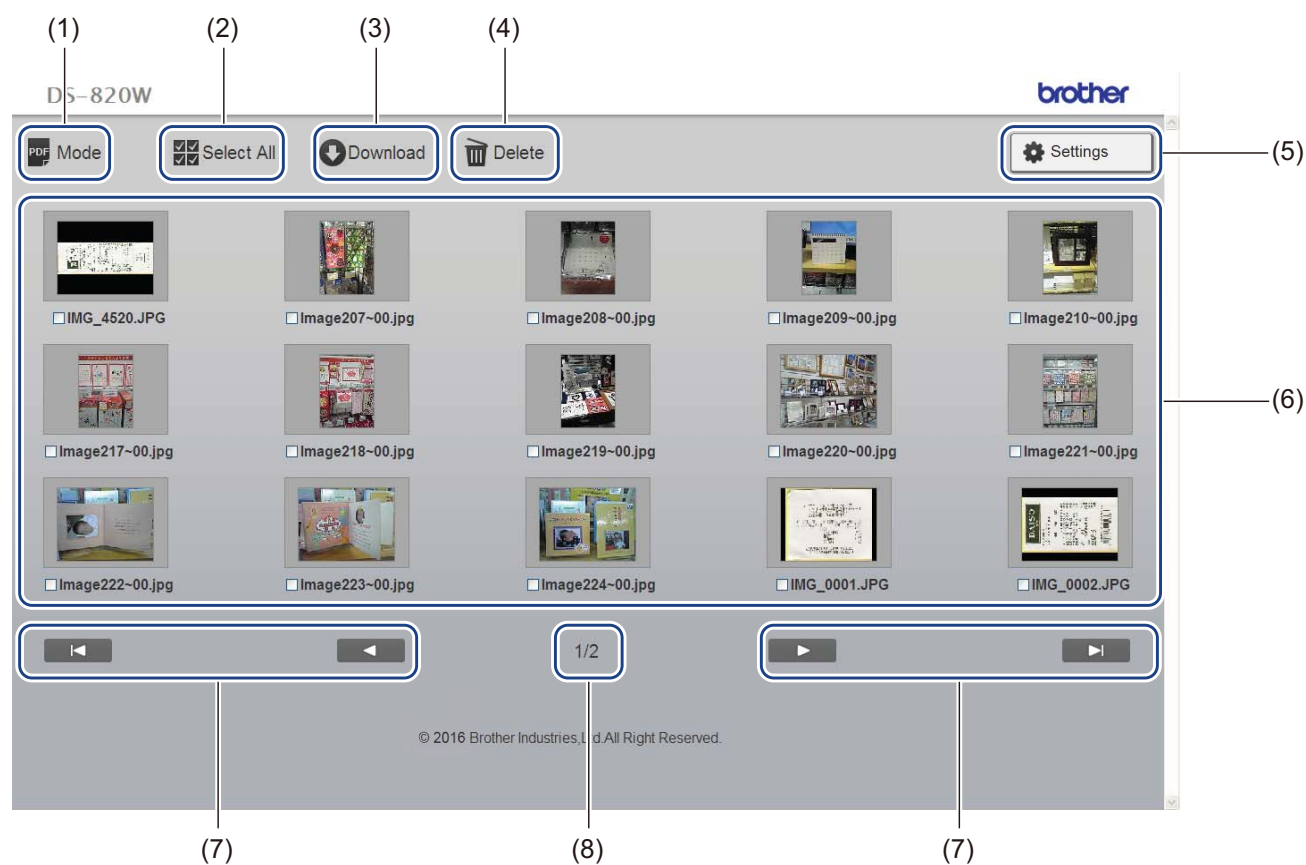 (1) (2) (3) (4)
DS-820W brother
PDF Mode Select All Download Delete Settings (5)
IMG_4520.JPG Image207~00.jpg Image208~00.jpg Image209~00.jpg Image210~00.jpg
(6)
Image217~00.jpg Image218~00.jpg Image219~00.jpg Image220~00.jpg Image221~00.jpg
DAISO
Image222~00.jpg Image223~00.jpg Image224~00.jpg IMG_0001.JPG IMG_0002.JPG
1/2
© 2016 Brother Industries,Ltd.All Right Reserved.
(7) (8) (7)